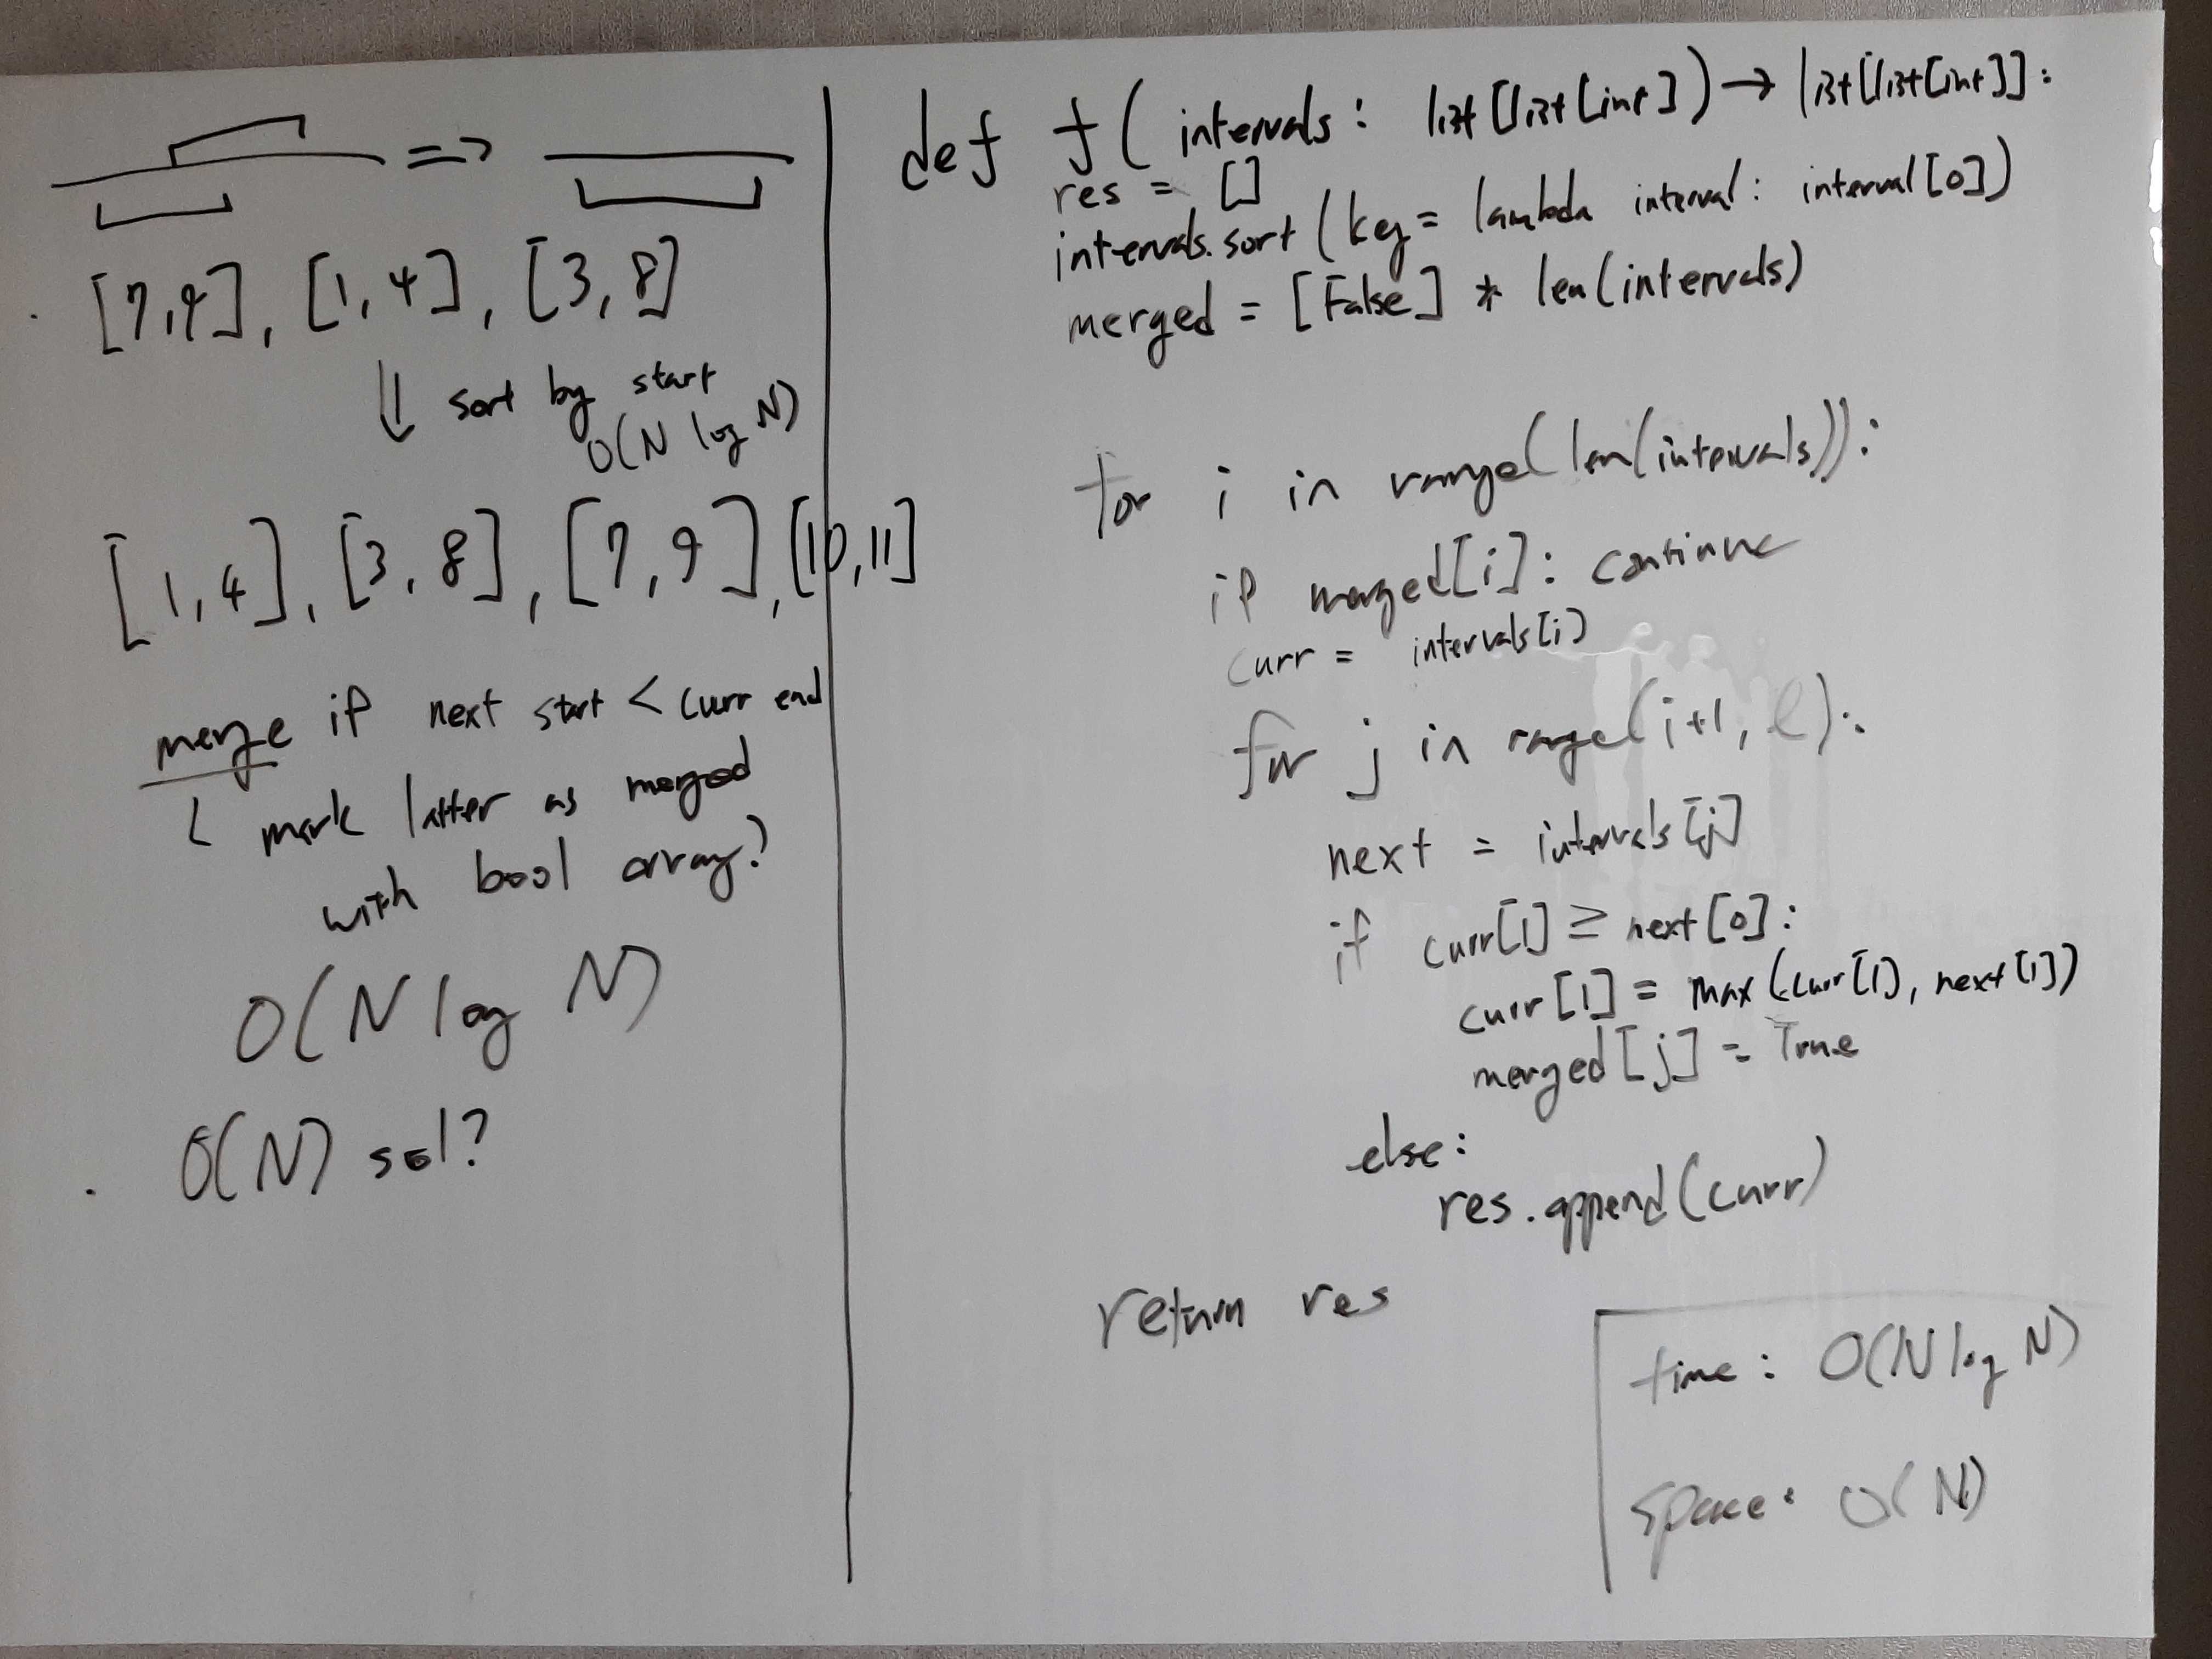 =>
[7,9], [1,4], [3,8]
sort by start
O(N log N)
[1,4], [3,8], [7,9], [10,11]
merge if next start < curr end
mark latter as merged
with bool array?
O(N log N)
O(N) sol?
def f(intervals: list[list[int]) → list[list[int]]:
res = []
intervals.sort(key= lambda interval: interval[0])
merged = [False] * len(intervals)
for i in range(len(intervals)):
if merged[i]: continue
curr = intervals[i]
for j in range(i+1, l):
next = intervals[j]
if curr[1] ≥ next[0]:
curr[1] = max(curr[1], next[1])
merged[j] = True
else:
res.append(curr)
return res
time: O(N log N)
space: O(N)